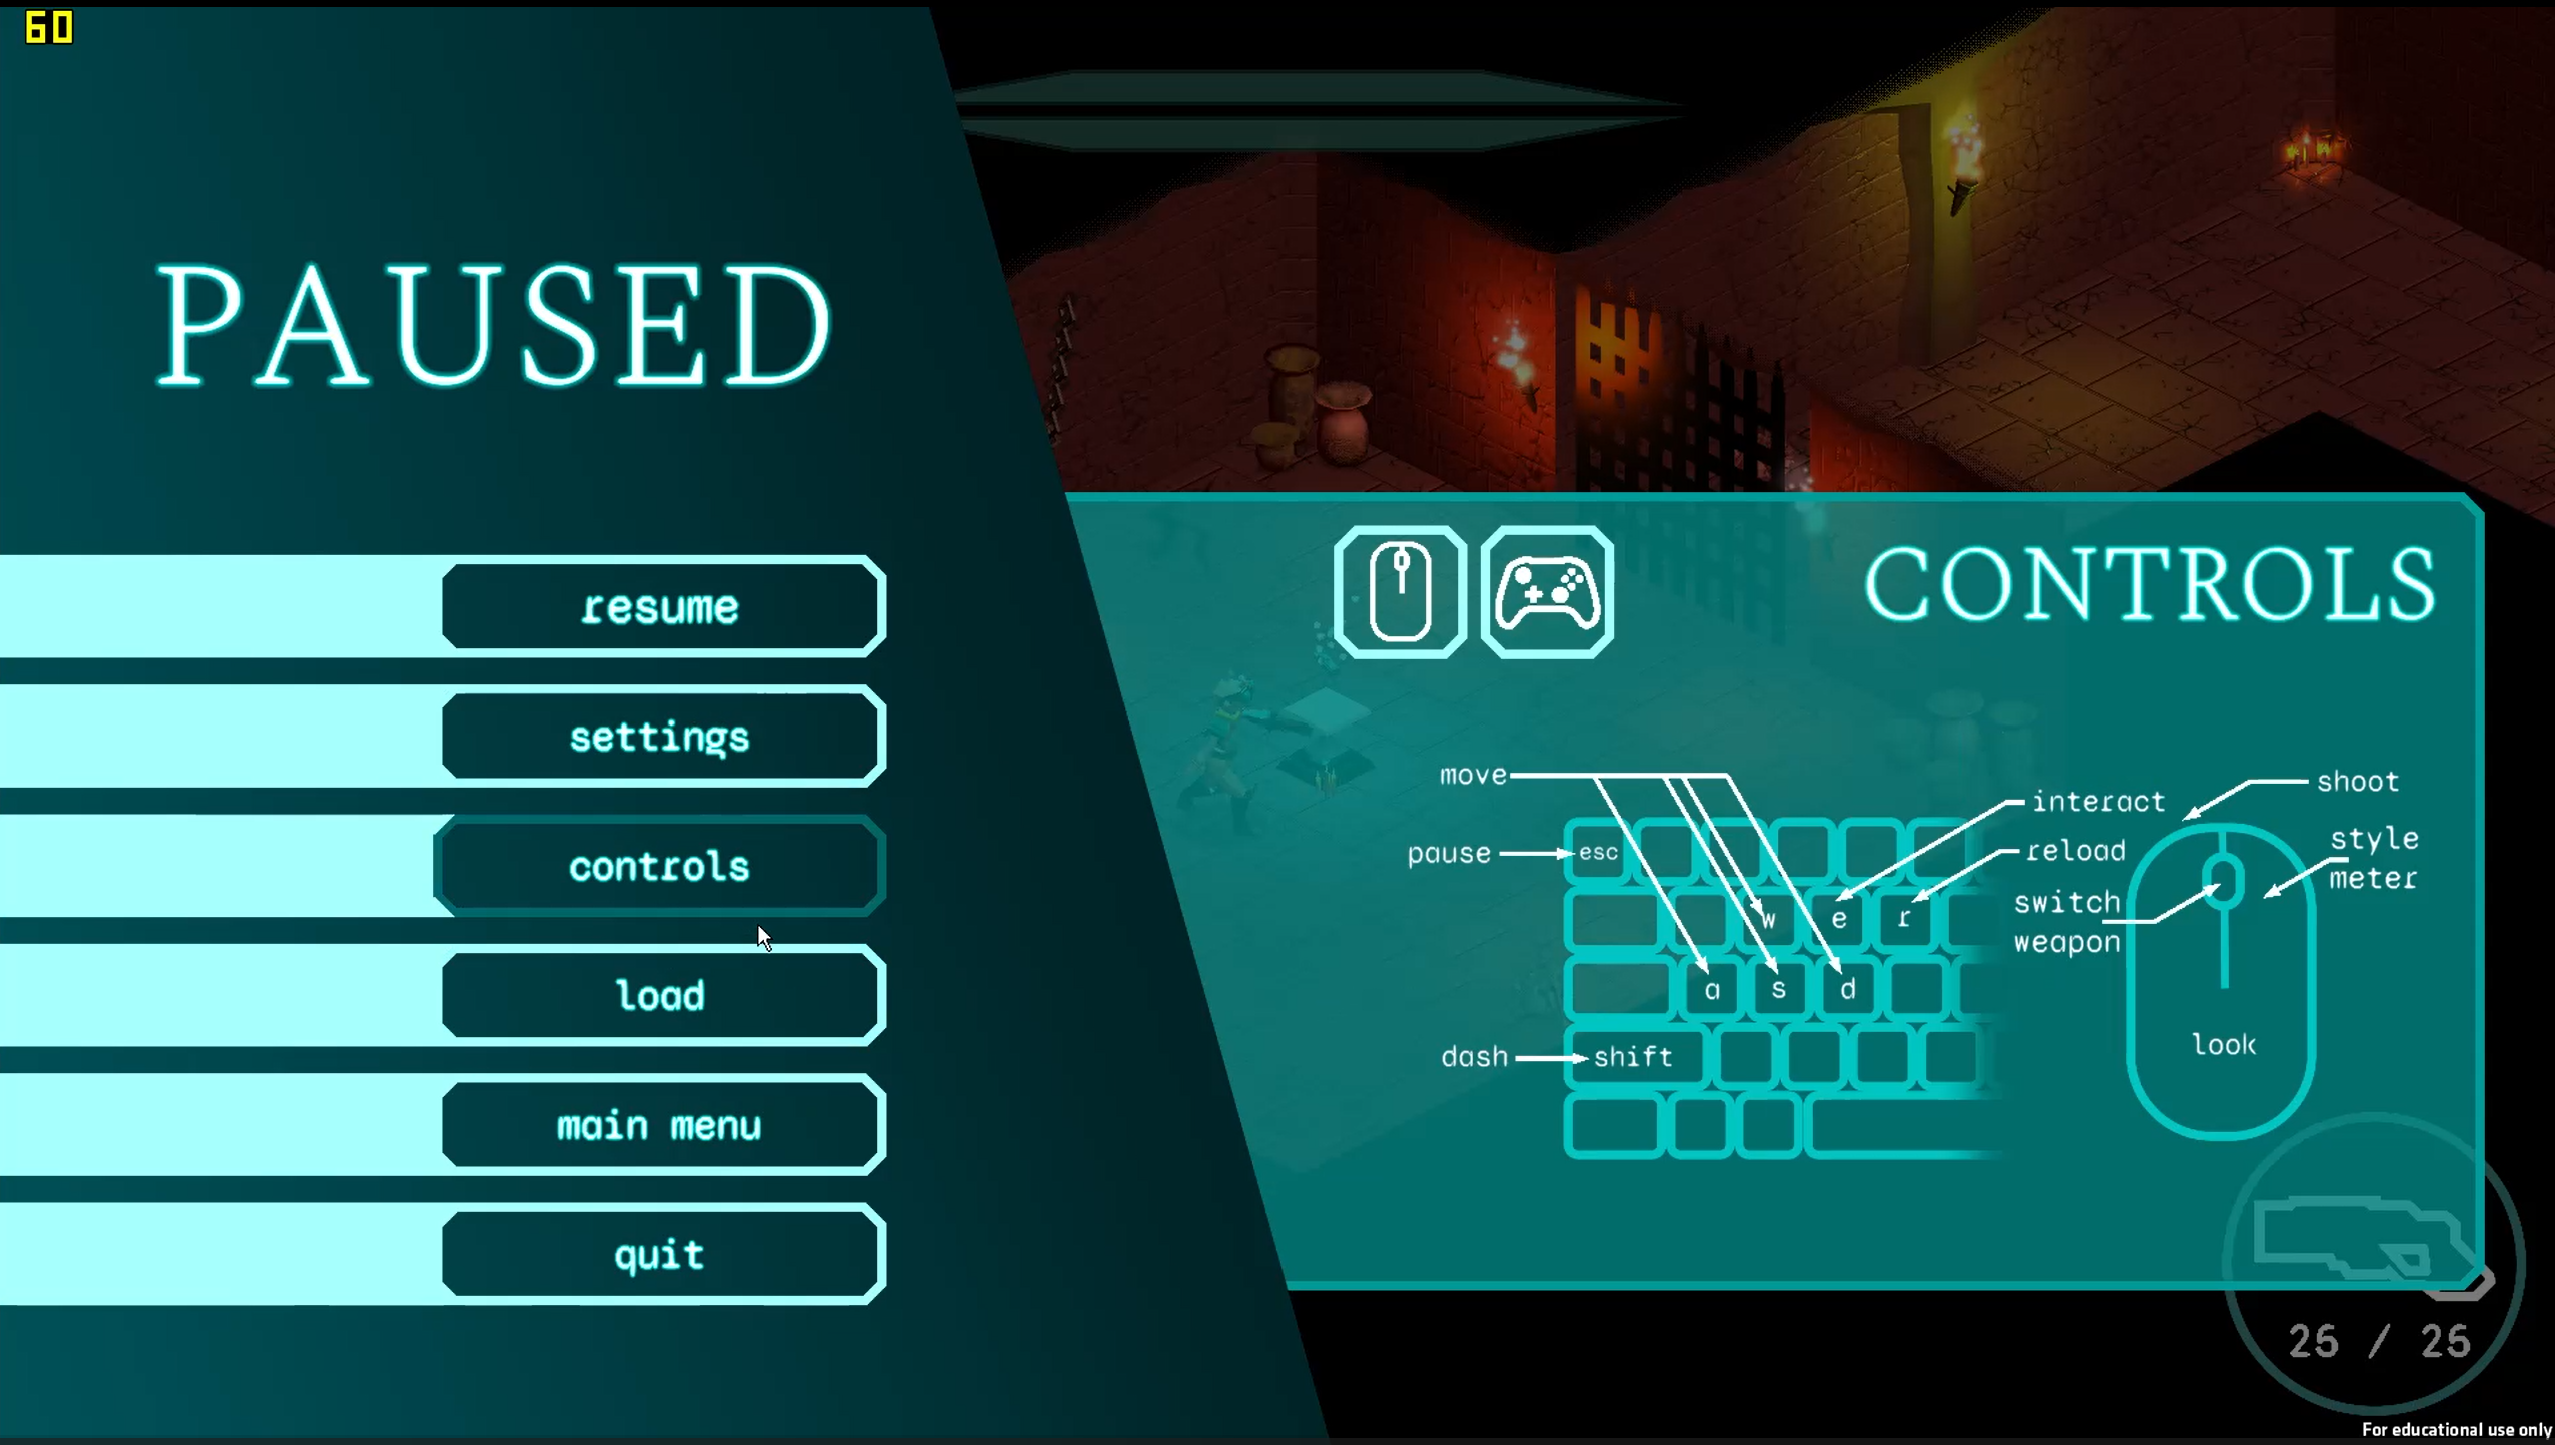 60
PAUSED
resume
settings
controls
load
main menu
quit
CONTROLS
move
pause
esc
w
e
r
a
s
d
dash
shift
interact
reload
switch
weapon
shoot
style
meter
look
25 / 25
For educational use only